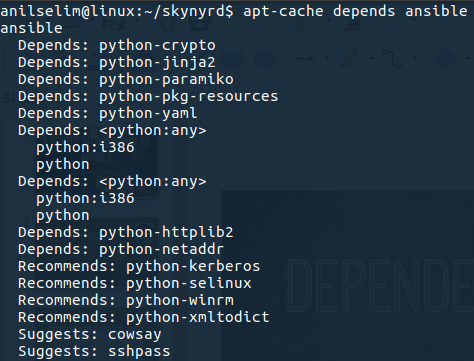 anilselim@linux:~/skynyrd$ apt-cache depends ansible
ansible
  Depends: python-crypto
  Depends: python-jinja2
  Depends: python-paramiko
  Depends: python-pkg-resources
  Depends: python-yaml
  Depends: <python:any>
    python:i386
    python
  Depends: <python:any>
    python:i386
    python
  Depends: python-httplib2
  Depends: python-netaddr
  Recommends: python-kerberos
  Recommends: python-selinux
  Recommends: python-winrm
  Recommends: python-xmltodict
  Suggests: cowsay
  Suggests: sshpass
DEPENDE